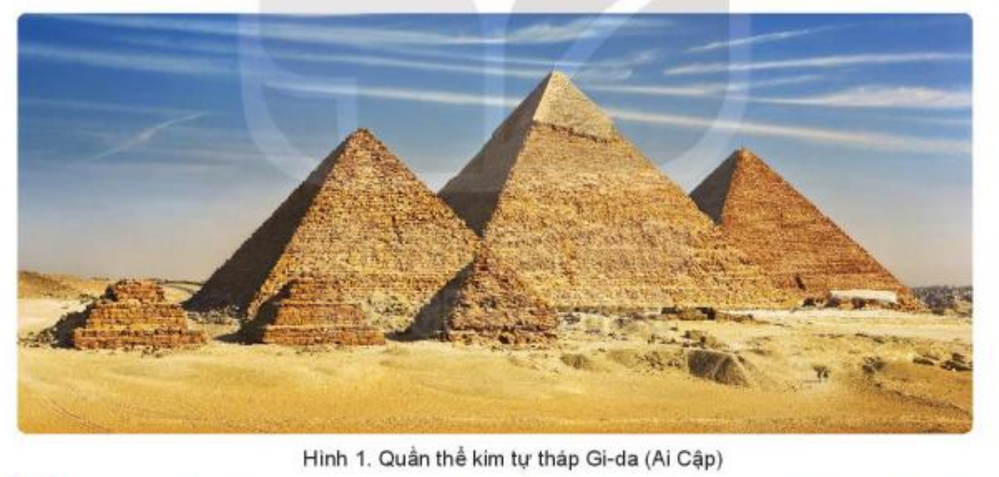 Hình 1. Quần thể kim tự tháp Gi-da (Ai Cập)